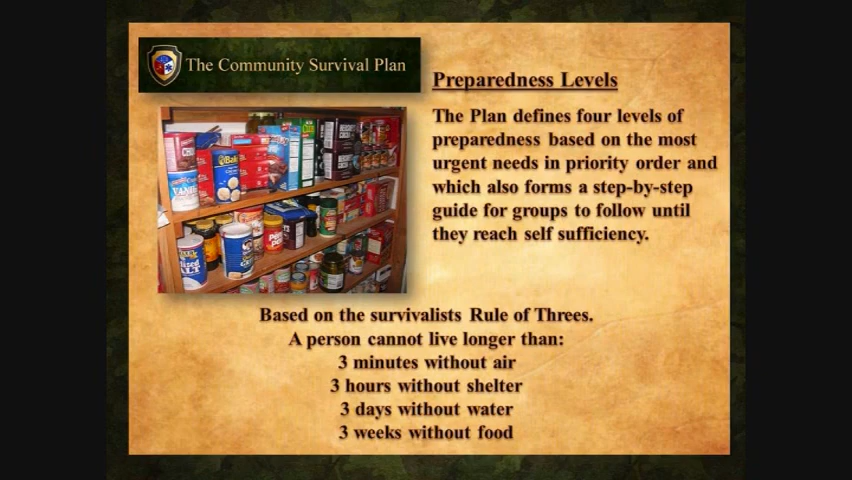 The Community Survival Plan
Preparedness Levels
The Plan defines four levels of
preparedness based on the most
urgent needs in priority order and
which also forms a step-by-step
guide for groups to follow until
they reach self sufficiency.
Based on the survivalists Rule of Threes.
A person cannot live longer than:
3 minutes without air
3 hours without shelter
3 days without water
3 weeks without food